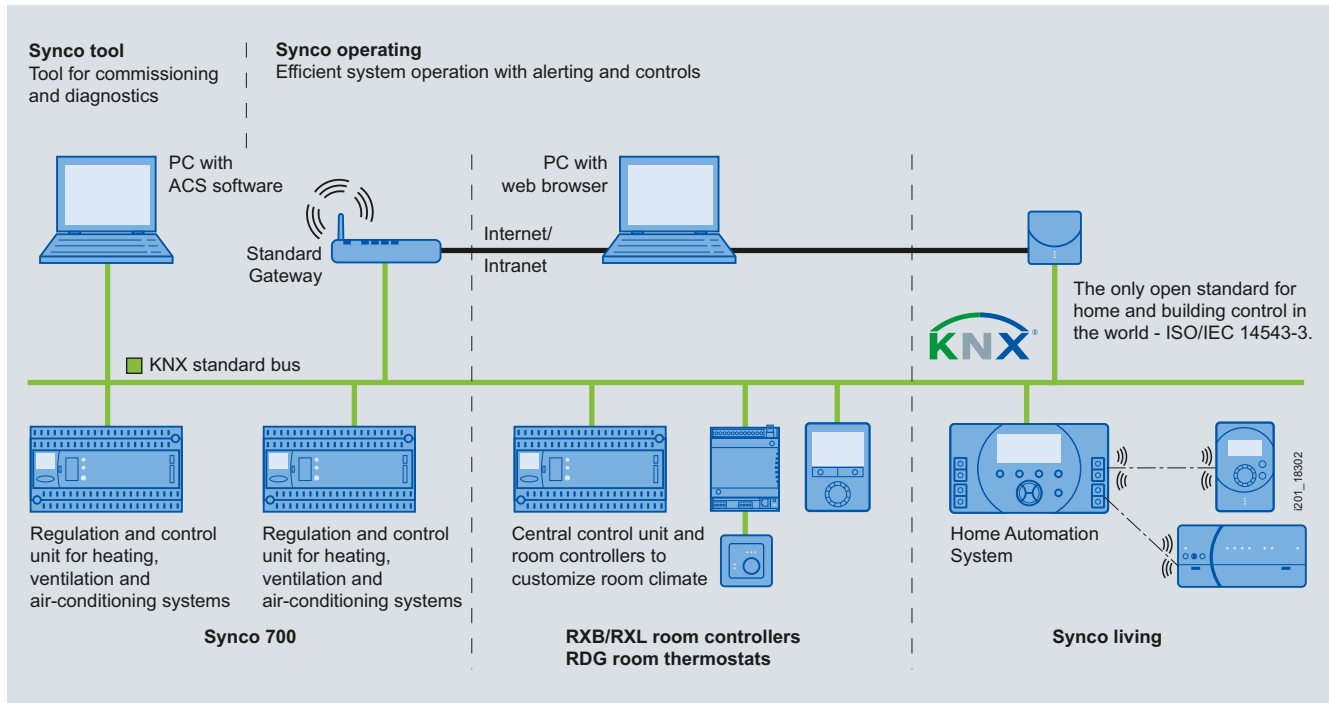 Synco tool
Tool for commissioning
and diagnostics
Synco operating
Efficient system operation with alerting and controls
PC with
ACS software
Standard
Gateway
Internet/
Intranet
PC with
web browser
The only open standard for
home and building control in
the world - ISO/IEC 14543-3.
KNX®
KNX standard bus
Regulation and control
unit for heating,
ventilation and
air-conditioning systems
Regulation and control
unit for heating,
ventilation and
air-conditioning systems
Synco 700
Central control unit and
room controllers to
customize room climate
RXB/RXL room controllers
RDG room thermostats
Home Automation
System
Synco living
i201_18302